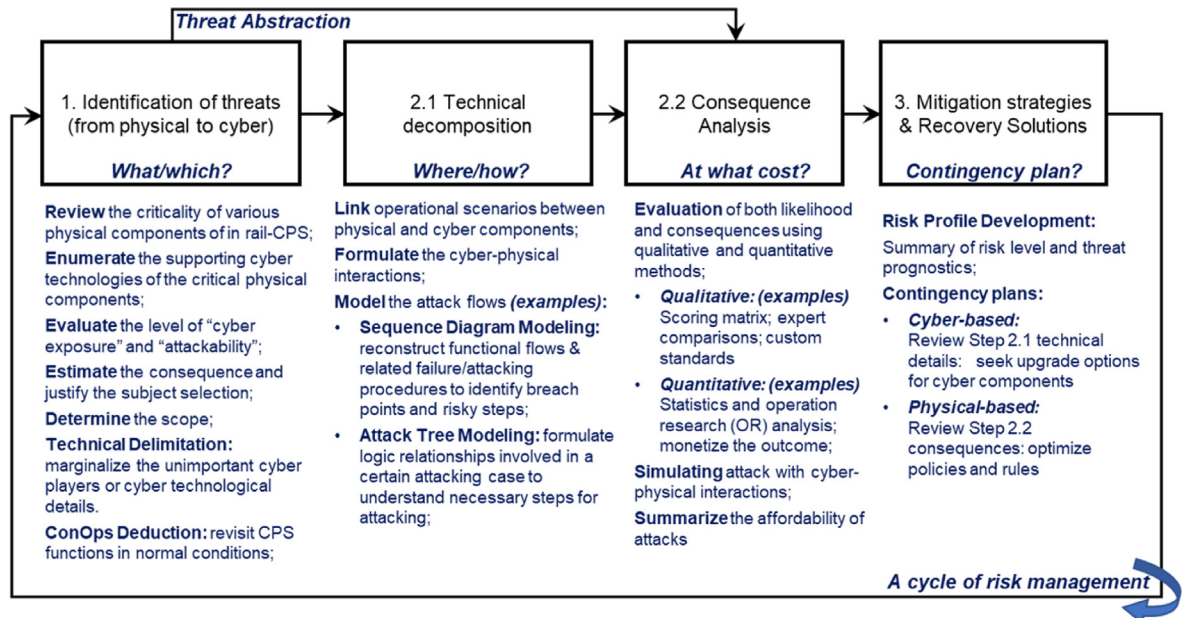 Threat Abstraction
1. Identification of threats
(from physical to cyber)
What/which?
2.1 Technical
decomposition
Where/how?
2.2 Consequence
Analysis
At what cost?
3. Mitigation strategies
& Recovery Solutions
Contingency plan?
Review the criticality of various
physical components of in rail-CPS;
Enumerate the supporting cyber
technologies of the critical physical
components;
Evaluate the level of “cyber
exposure” and “attackability”;
Estimate the consequence and
justify the subject selection;
Determine the scope;
Technical Delimitation:
marginalize the unimportant cyber
players or cyber technological
details.
ConOps Deduction: revisit CPS
functions in normal conditions;
Link operational scenarios between
physical and cyber components;
Formulate the cyber-physical
interactions;
Model the attack flows (examples):
• Sequence Diagram Modeling:
reconstruct functional flows &
related failure/attacking
procedures to identify breach
points and risky steps;
• Attack Tree Modeling: formulate
logic relationships involved in a
certain attacking case to
understand necessary steps for
attacking;
Evaluation of both likelihood
and consequences using
qualitative and quantitative
methods;
• Qualitative: (examples)
Scoring matrix; expert
comparisons; custom
standards
• Quantitative: (examples)
Statistics and operation
research (OR) analysis;
monetize the outcome;
Simulating attack with cyber-
physical interactions;
Summarize the affordability of
attacks
Risk Profile Development:
Summary of risk level and threat
prognostics;
Contingency plans:
• Cyber-based:
Review Step 2.1 technical
details: seek upgrade options
for cyber components
• Physical-based:
Review Step 2.2
consequences: optimize
policies and rules
A cycle of risk management